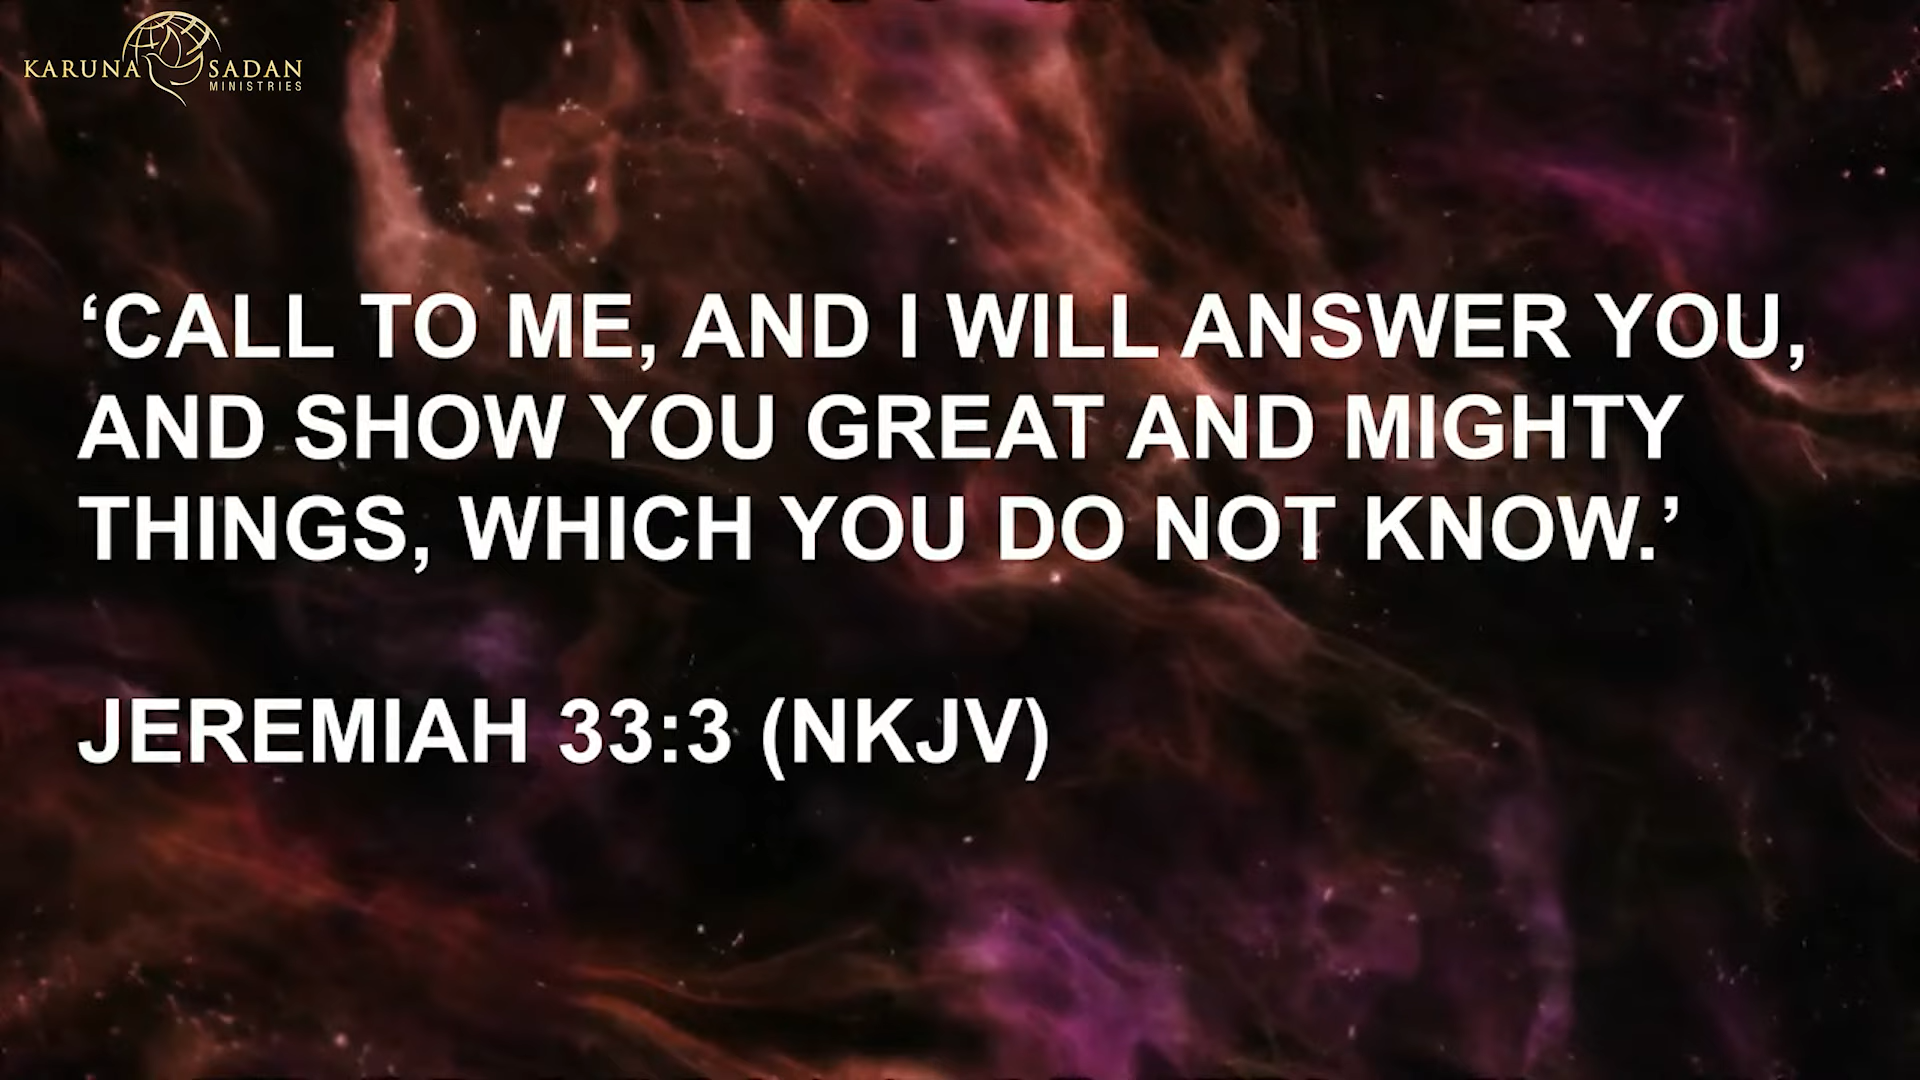 KARUNA SADAN
MINISTRIES
‘CALL TO ME, AND I WILL ANSWER YOU,
AND SHOW YOU GREAT AND MIGHTY
THINGS, WHICH YOU DO NOT KNOW.’
JEREMIAH 33:3 (NKJV)